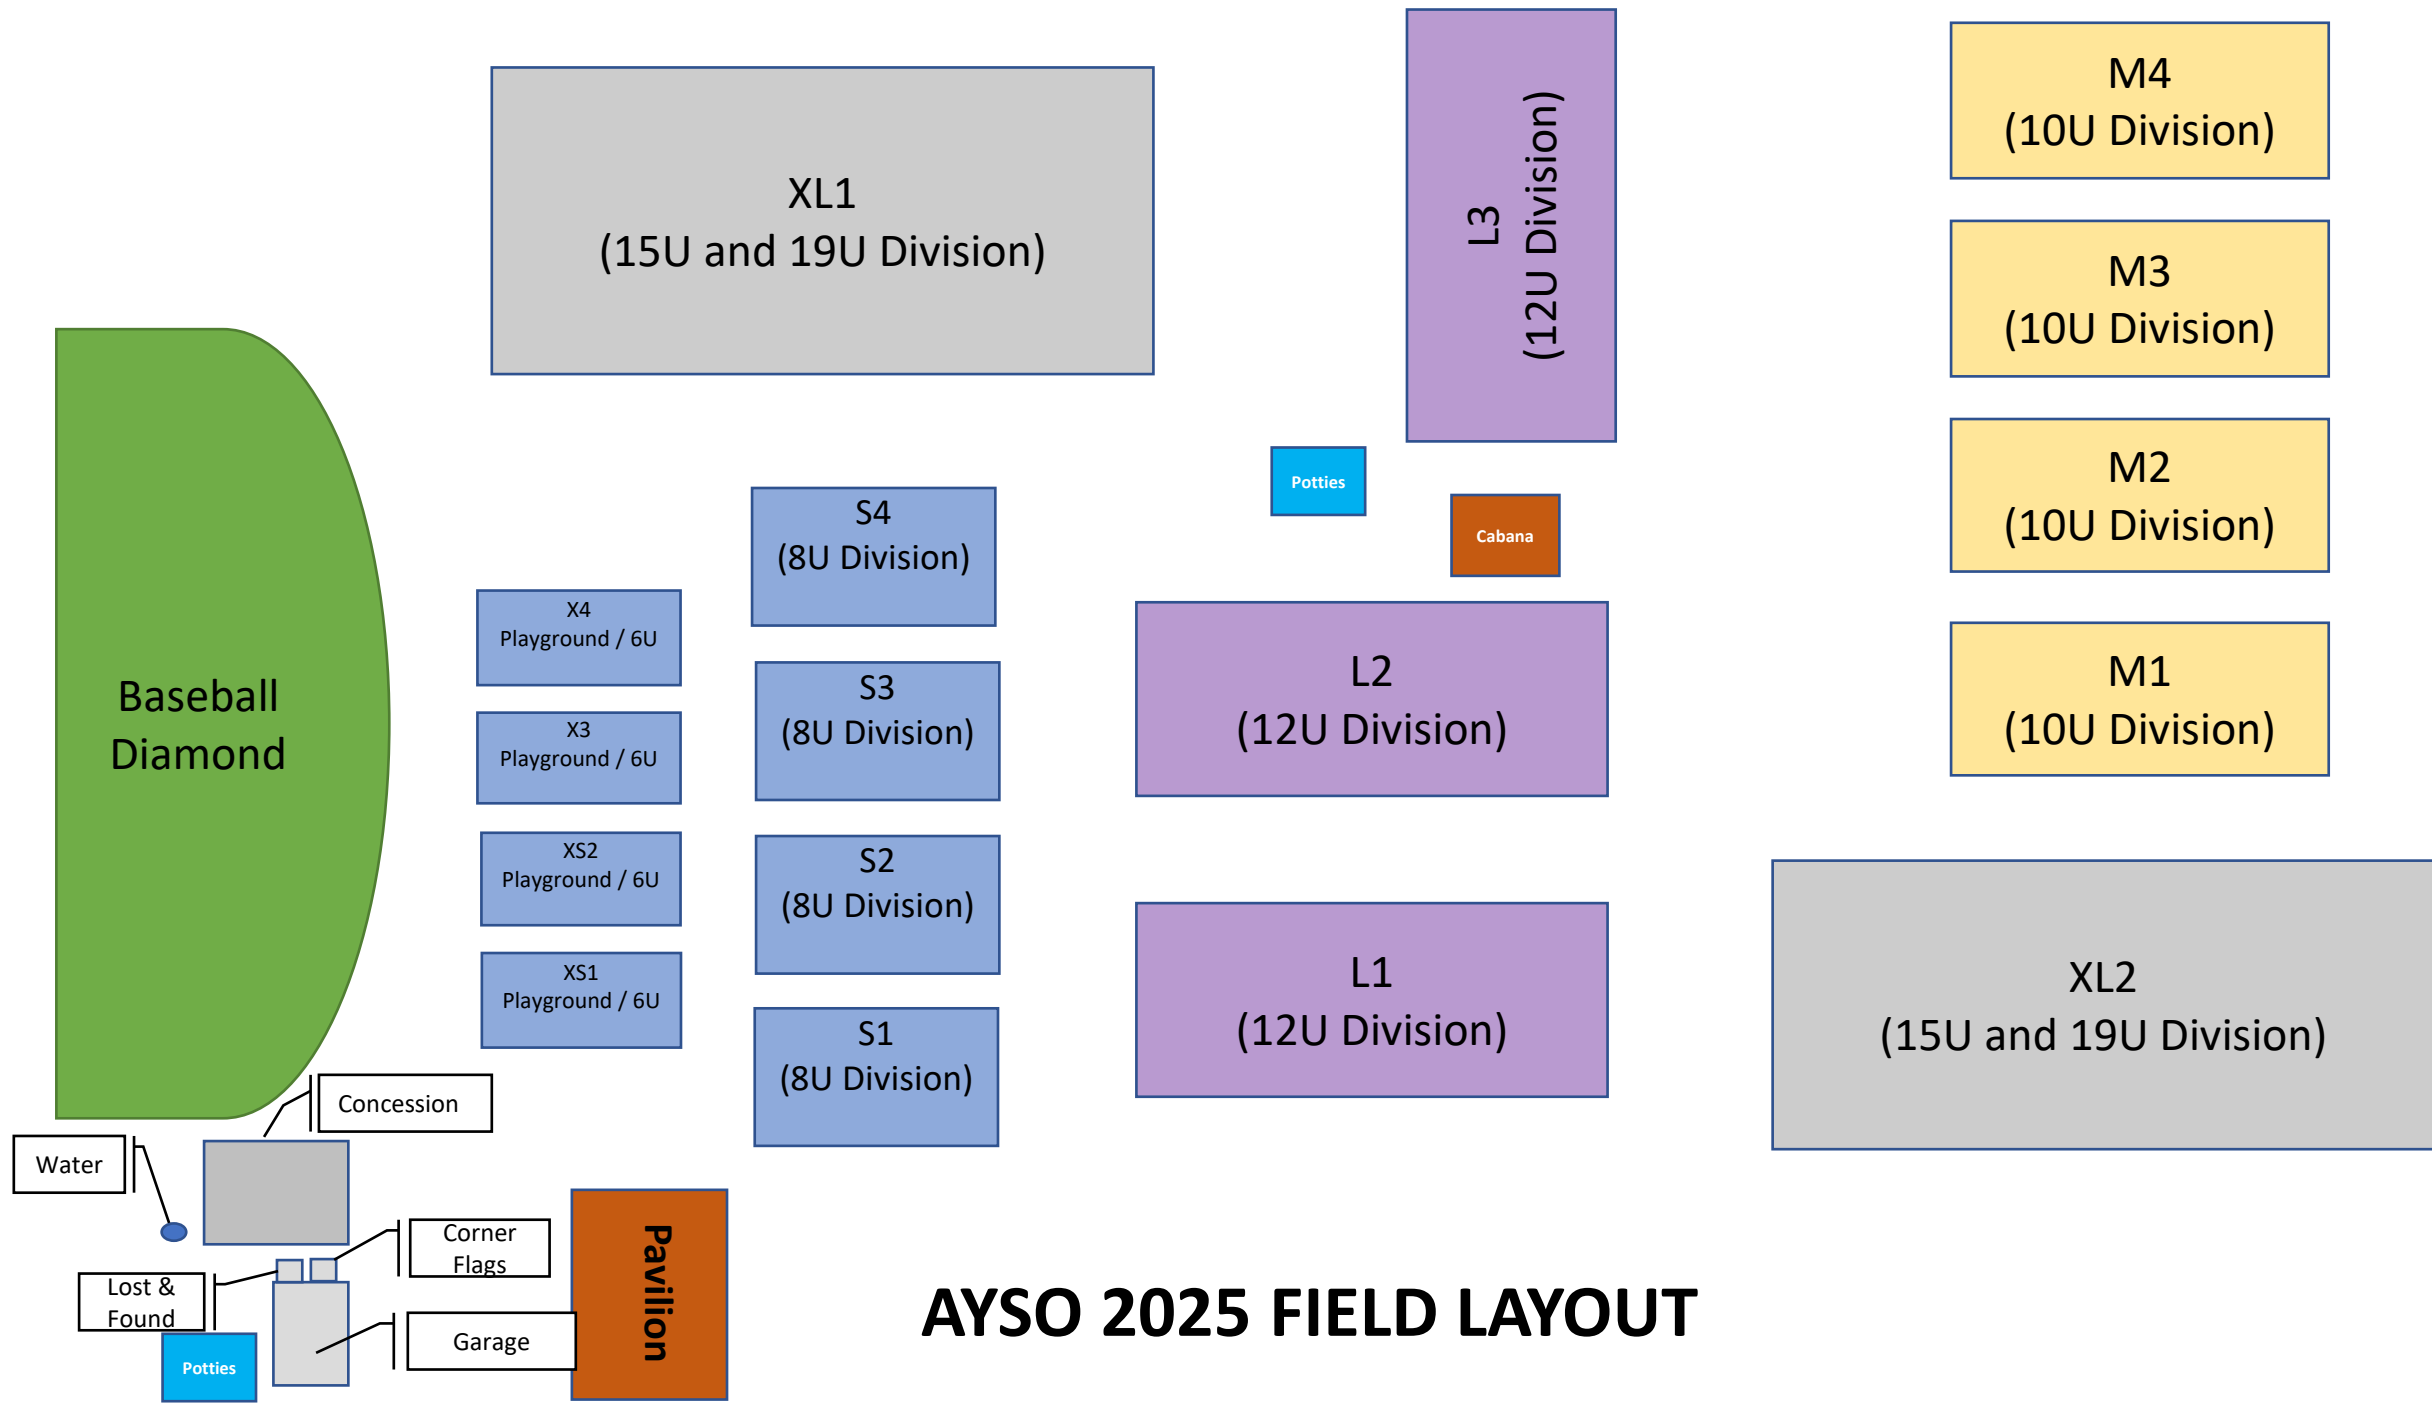 XL1
(15U and 19U Division)
L3
(12U Division)
M4
(10U Division)
M3
(10U Division)
M2
(10U Division)
M1
(10U Division)
Potties
Cabana
S4
(8U Division)
S3
(8U Division)
S2
(8U Division)
S1
(8U Division)
X4
Playground / 6U
X3
Playground / 6U
XS2
Playground / 6U
XS1
Playground / 6U
Baseball
Diamond
L2
(12U Division)
L1
(12U Division)
XL2
(15U and 19U Division)
Concession
Water
Corner
Flags
Lost &
Found
Garage
Potties
Pavilion
AYSO 2025 FIELD LAYOUT